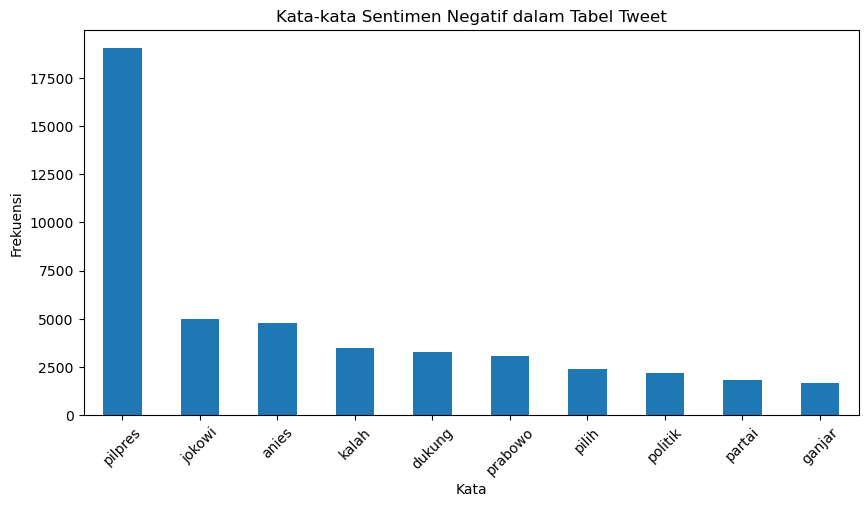 Kata-kata Sentimen Negatif dalam Tabel Tweet
Frekuensi
17500
15000
12500
10000
7500
5000
2500
0
pilpres
jokowi
anies
kalah
dukung
prabowo
pilih
politik
partai
ganjar
Kata